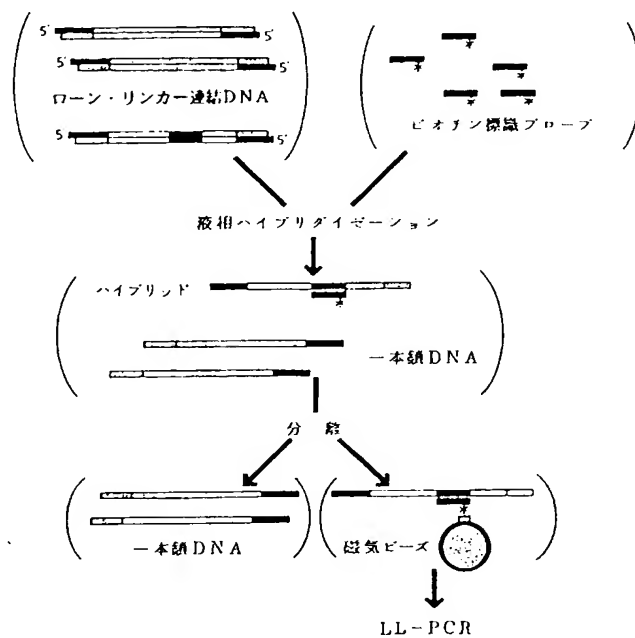 5' 5'
5' 5'
ローン・リンカー連結DNA
ビオチン標識プローブ
5' 5'
液相ハイブリダイゼーション
ハイブリッド
一本鎖DNA
分 離
一本鎖DNA
磁気ビーズ
LL-PCR